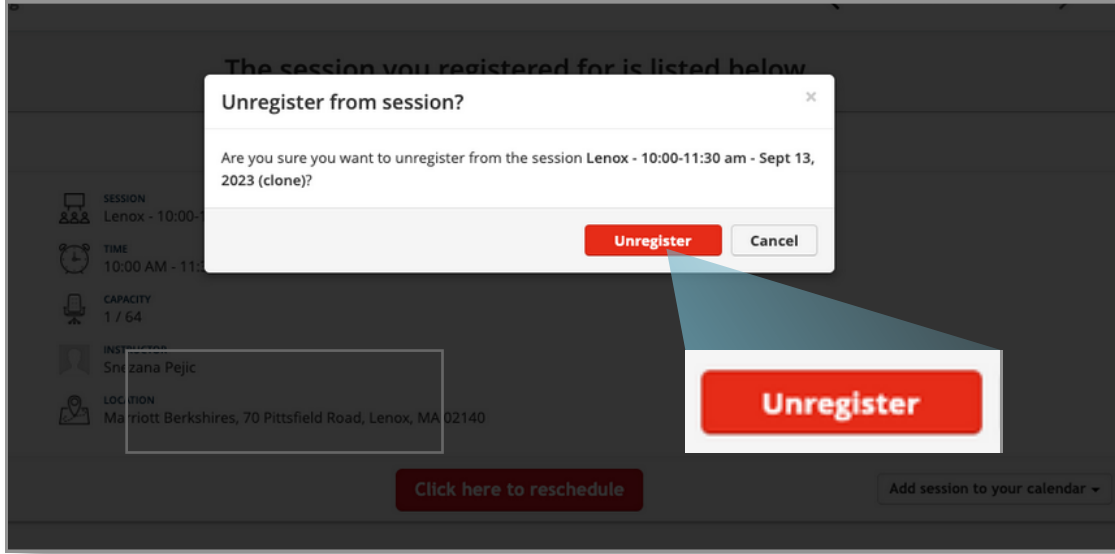 The session you registered for is listed below
Unregister from session?
×
Are you sure you want to unregister from the session Lenox - 10:00-11:30 am - Sept 13,
2023 (clone)?
Unregister
Cancel
SESSION
Lenox - 10:00-1
TIME
10:00 AM - 11:
CAPACITY
1 / 64
INSTRUCTOR
Snezana Pejic
LOCATION
Marriott Berkshires, 70 Pittsfield Road, Lenox, MA 02140
Unregister
Click here to reschedule
Add session to your calendar